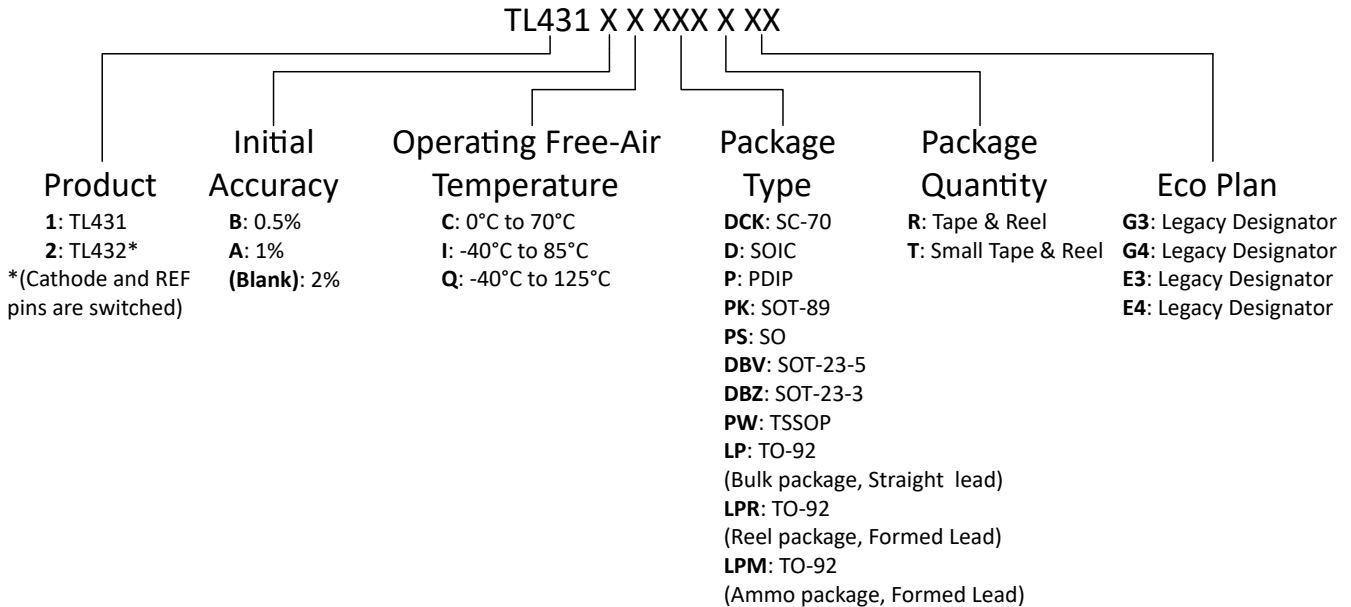 TL431 X X XXX X XX
Product
1: TL431
2: TL432*
*(Cathode and REF
pins are switched)
Initial
Accuracy
B: 0.5%
A: 1%
(Blank): 2%
Operating Free-Air
Temperature
C: 0°C to 70°C
I: -40°C to 85°C
Q: -40°C to 125°C
Package
Type
DCK: SC-70
D: SOIC
P: PDIP
PK: SOT-89
PS: SO
DBV: SOT-23-5
DBZ: SOT-23-3
PW: TSSOP
LP: TO-92
(Bulk package, Straight lead)
LPR: TO-92
(Reel package, Formed Lead)
LPM: TO-92
(Ammo package, Formed Lead)
Package
Quantity
R: Tape & Reel
T: Small Tape & Reel
Eco Plan
G3: Legacy Designator
G4: Legacy Designator
E3: Legacy Designator
E4: Legacy Designator